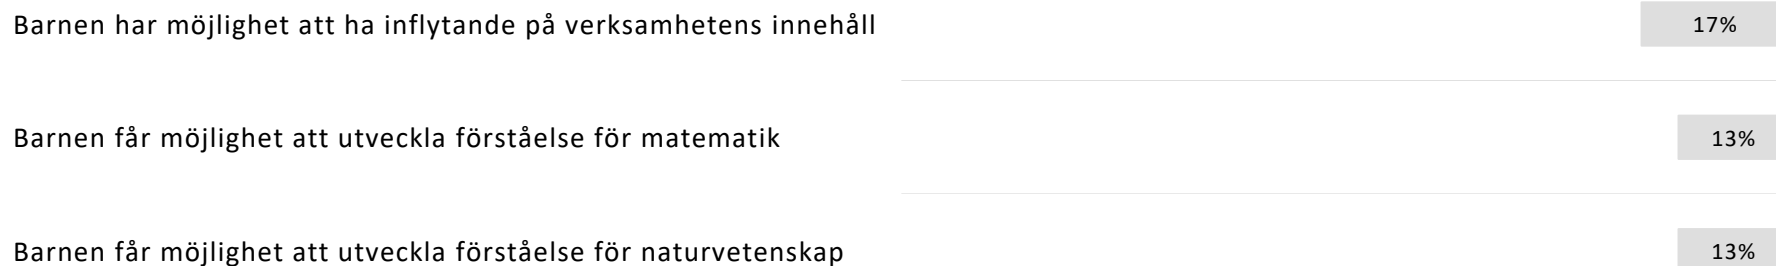 Barnen har möjlighet att ha inflytande på verksamhetens innehåll 17%
Barnen får möjlighet att utveckla förståelse för matematik 13%
Barnen får möjlighet att utveckla förståelse för naturvetenskap 13%